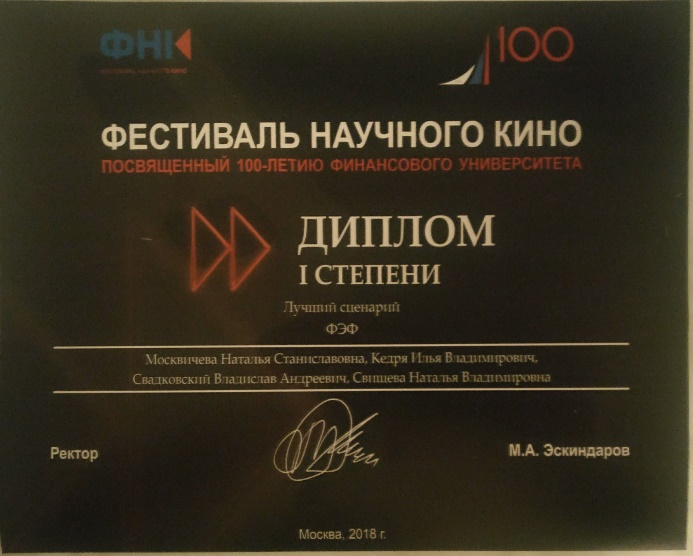 ФНК
ФЕСТИВАЛЬ НАУЧНОГО КИНО
100
ФЕСТИВАЛЬ НАУЧНОГО КИНО
ПОСВЯЩЕННЫЙ 100-ЛЕТИЮ ФИНАНСОВОГО УНИВЕРСИТЕТА
ДИПЛОМ
I СТЕПЕНИ
Лучший сценарий
ФЭФ
Москвичева Наталья Станиславовна, Кедря Илья Владимирович,
Свадковский Владислав Андреевич, Свищева Наталья Владимировна
Ректор
М.А. Эскиндаров
Москва, 2018 г.